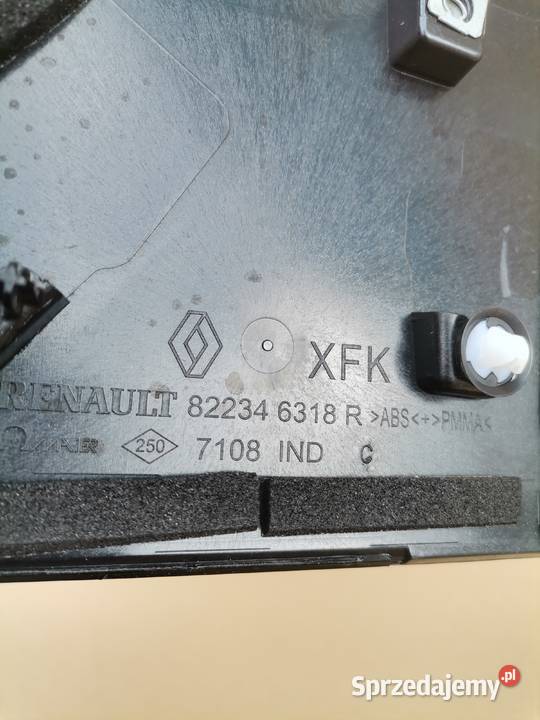 XFK
RENAULT 82234 6318 R >ABS<+>PMMA<
250 7108 IND C
Sprzedajemy.pl